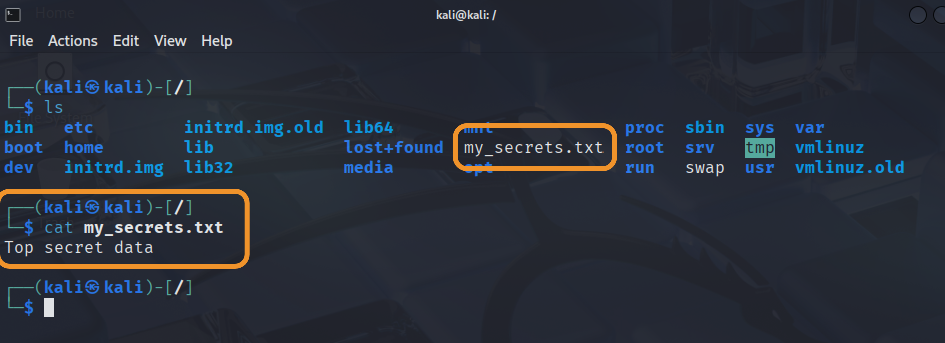 Home
kali@kali: /
File Actions Edit View Help
┌──(kali㉿kali)-[/]
└─$ ls
bin etc initrd.img.old lib64 mnt proc sbin sys var
boot home lib lost+found my_secrets.txt root srv tmp vmlinuz
dev initrd.img lib32 media opt run swap usr vmlinuz.old
┌──(kali㉿kali)-[/]
└─$ cat my_secrets.txt
Top secret data
┌──(kali㉿kali)-[/]
└─$